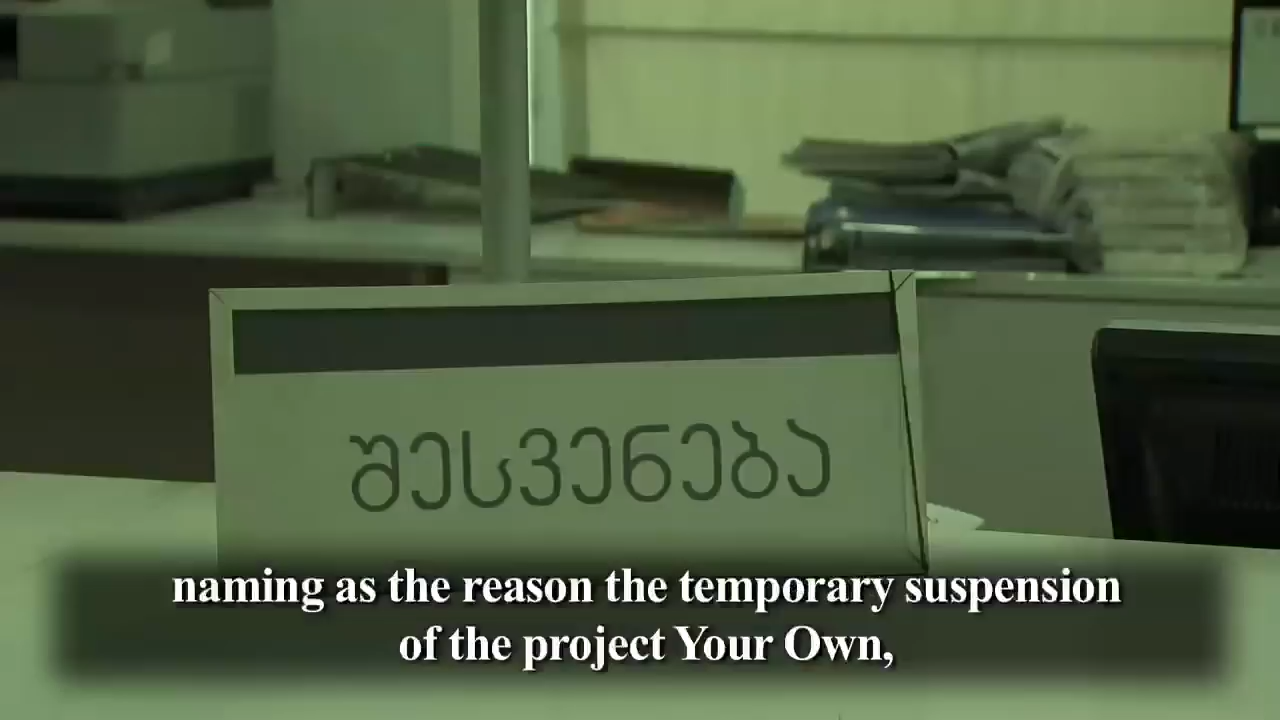 შესვენება
naming as the reason the temporary suspension
of the project Your Own,